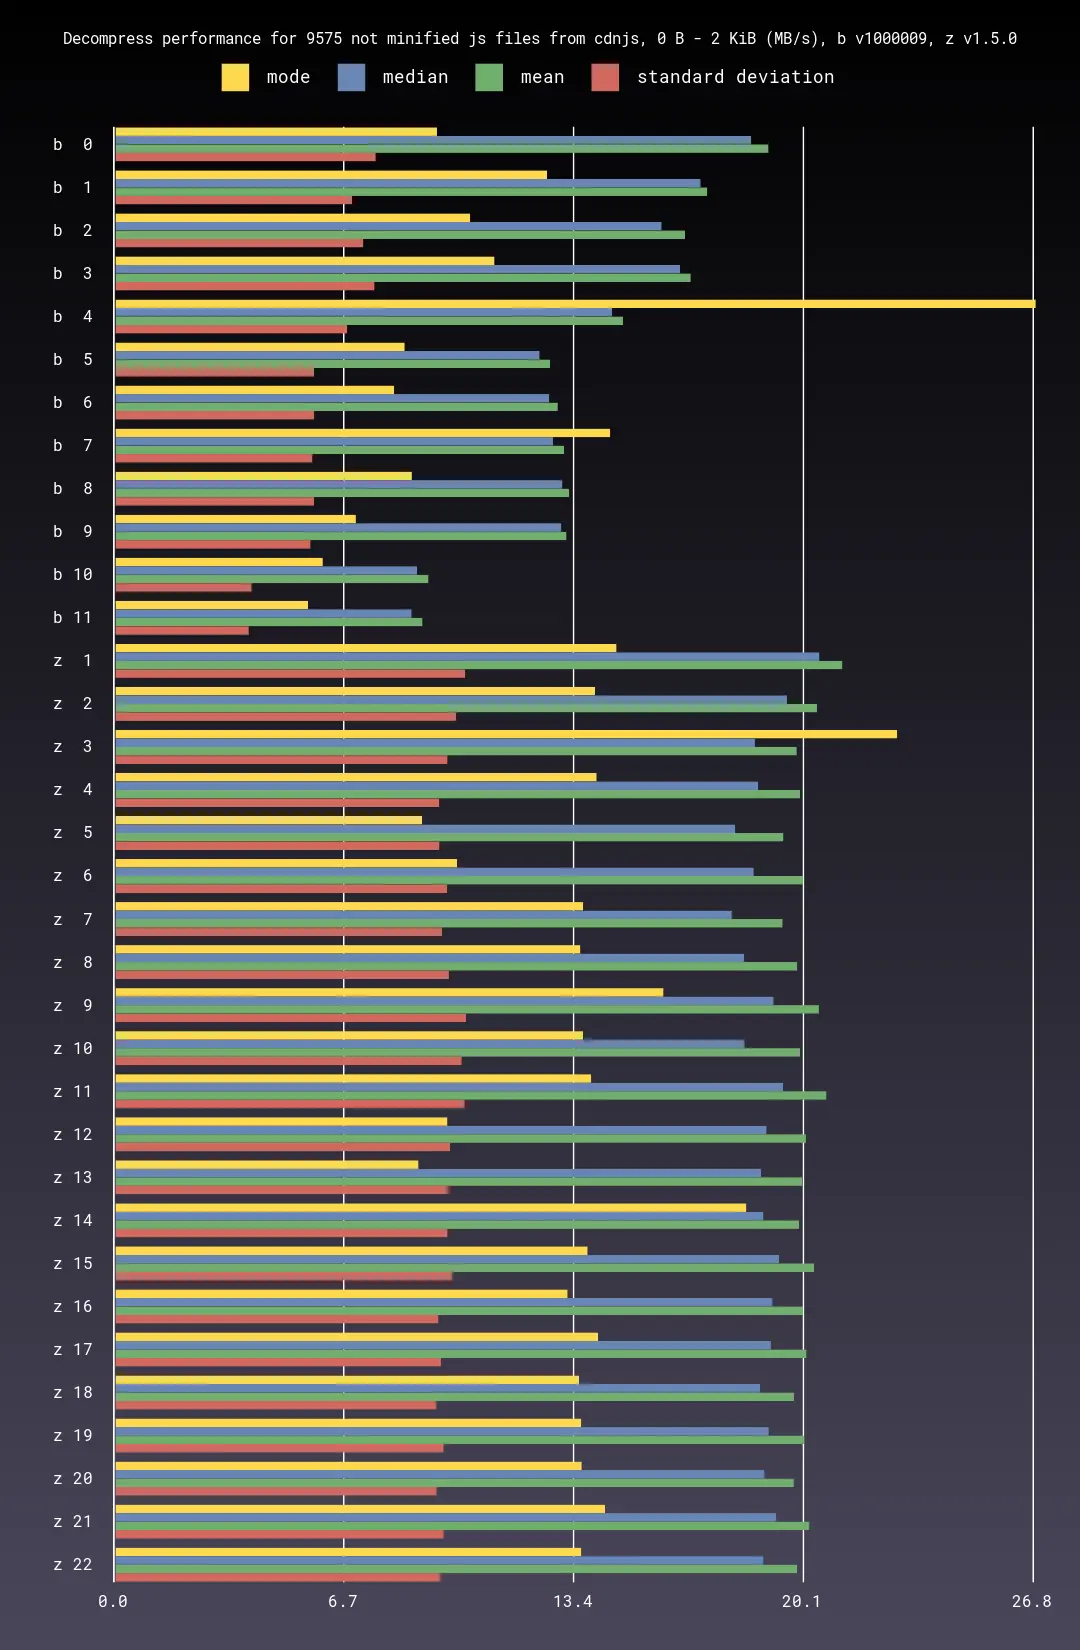 Decompress performance for 9575 not minified js files from cdnjs, 0 B - 2 KiB (MB/s), b v1000009, z v1.5.0
mode median mean standard deviation
b 0
b 1
b 2
b 3
b 4
b 5
b 6
b 7
b 8
b 9
b 10
b 11
z 1
z 2
z 3
z 4
z 5
z 6
z 7
z 8
z 9
z 10
z 11
z 12
z 13
z 14
z 15
z 16
z 17
z 18
z 19
z 20
z 21
z 22
0.0 6.7 13.4 20.1 26.8